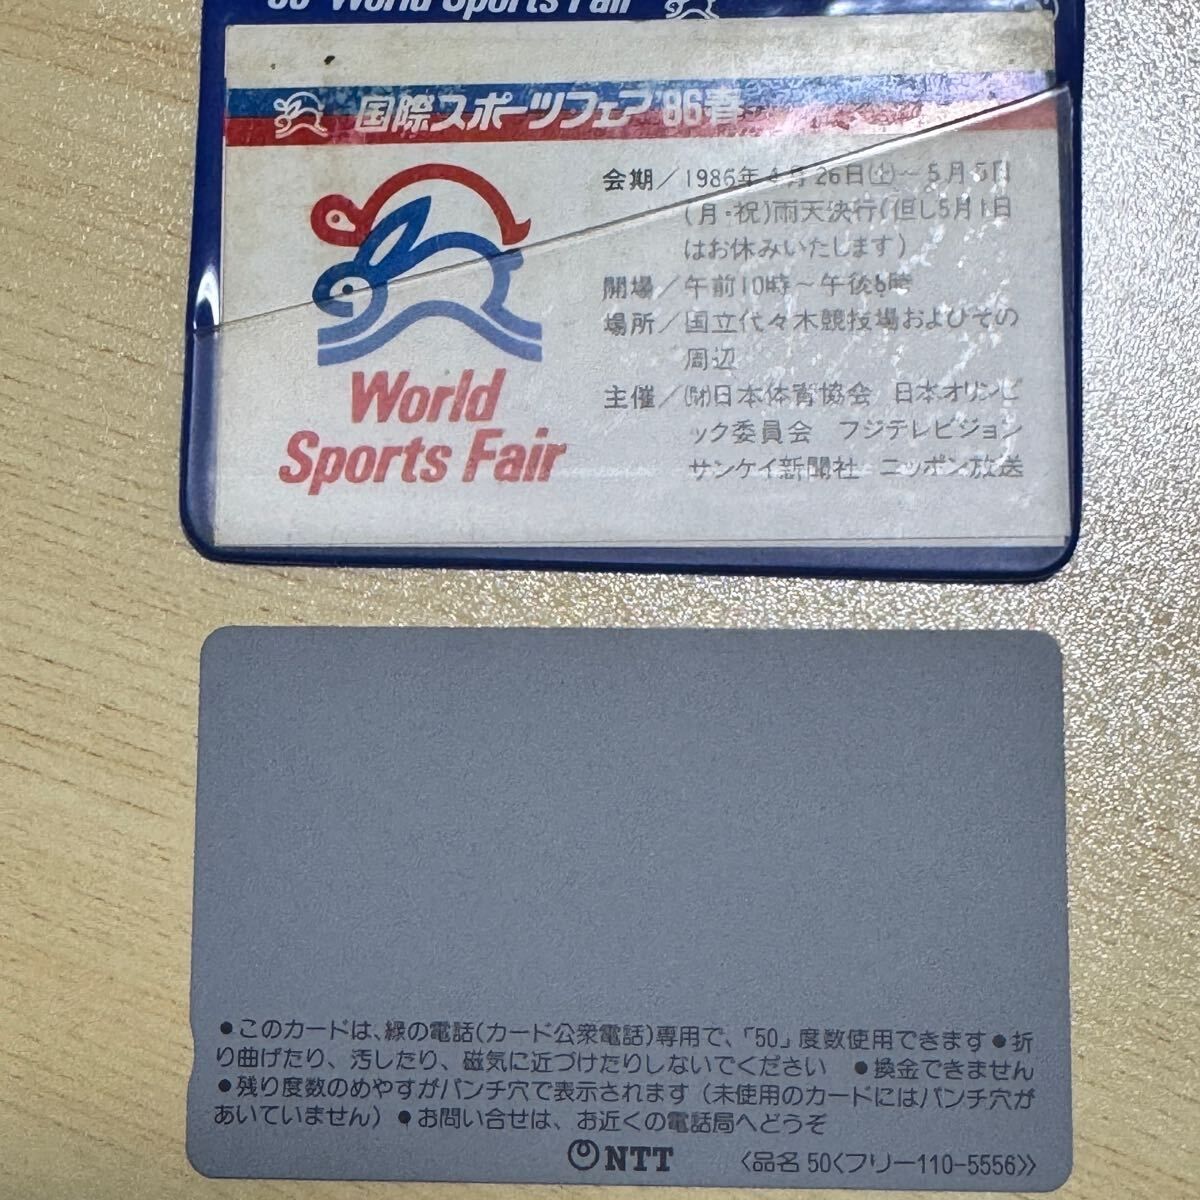 '86 World Sports Fair
国際スポーツフェア'86春
会期/1986年4月26日(土)～5月5日
(月・祝)雨天決行(但し5月1日
はお休みいたします)
開場/午前10時～午後6時
場所/国立代々木競技場およびその
周辺
主催/㈶日本体育協会 日本オリンピ
ック委員会 フジテレビジョン
サンケイ新聞社 ニッポン放送
World
Sports Fair
●このカードは、緑の電話(カード公衆電話)専用で、「50」度数使用できます●折
り曲げたり、汚したり、磁気に近づけたりしないでください ●換金できません
●残り度数のめやすがパンチ穴で表示されます(未使用のカードにはパンチ穴が
あいていません)●お問い合せは、お近くの電話局へどうぞ
NTT
〈品名 50〈フリー110-5556〉〉